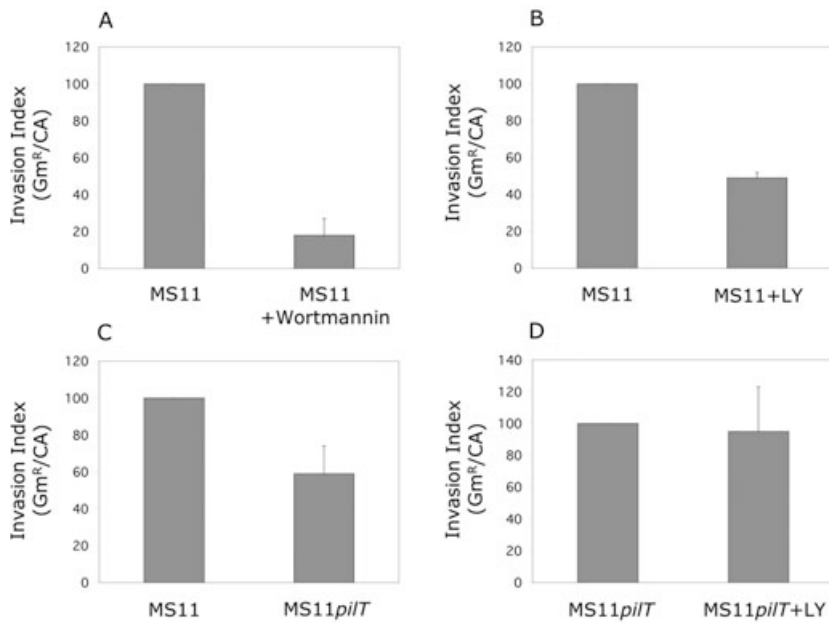 A
Invasion Index
(Gmᴿ/CA)
120
100
80
60
40
20
0
MS11
MS11
+Wortmannin
B
Invasion Index
(Gmᴿ/CA)
120
100
80
60
40
20
0
MS11
MS11+LY
C
Invasion Index
(Gmᴿ/CA)
120
100
80
60
40
20
0
MS11
MS11pilT
D
Invasion Index
(Gmᴿ/CA)
140
120
100
80
60
40
20
0
MS11pilT
MS11pilT+LY